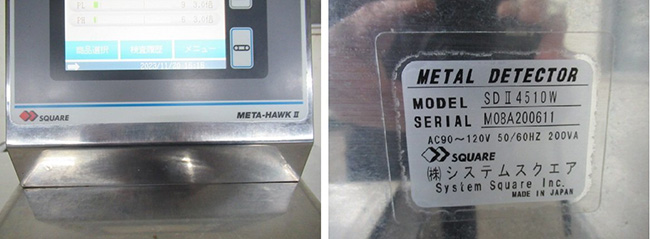 商品選択 検査履歴 メニュー
SQUARE META-HAWK Ⅱ
METAL DETECTOR
MODEL SDⅡ4510W
SERIAL M08A200611
AC90~120V 50/60HZ 200VA
SQUARE
㈱システムスクエア
System Square Inc.
MADE IN JAPAN